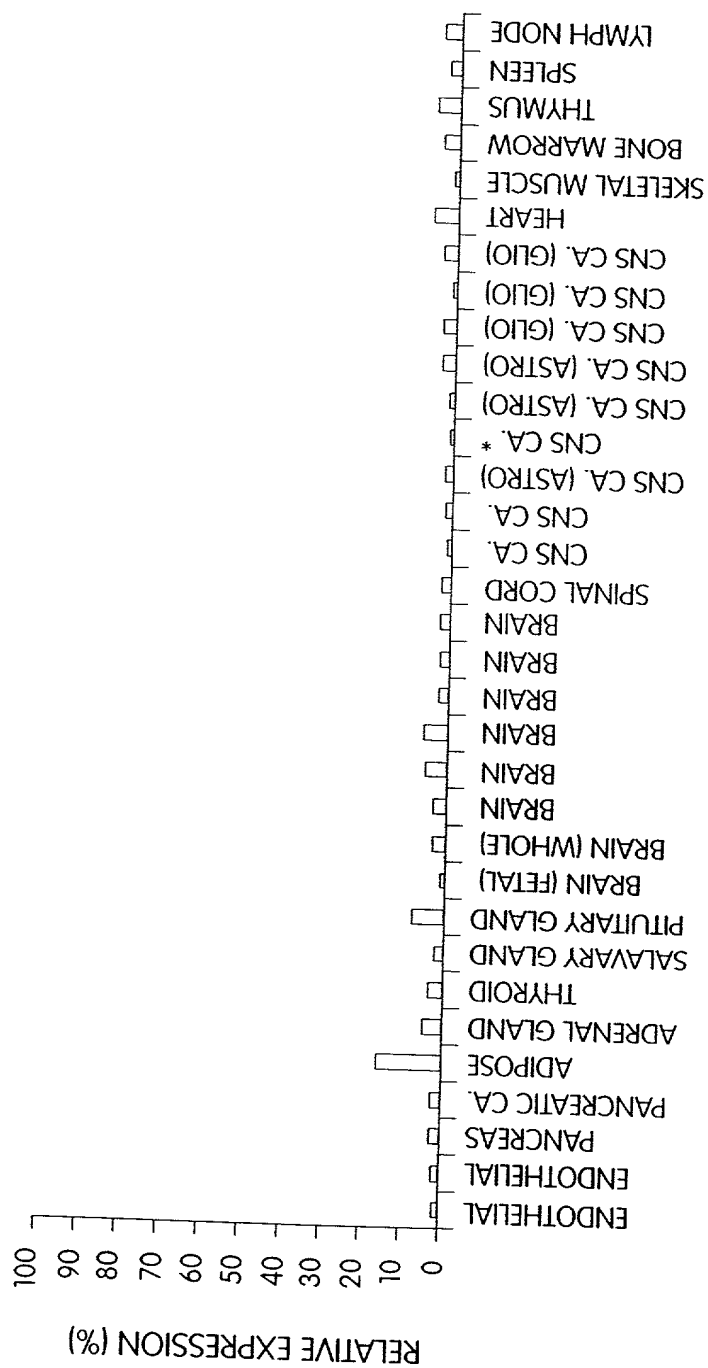 RELATIVE EXPRESSION (%)
100
90
80
70
60
50
40
30
20
10
0
ENDOTHELIAL
ENDOTHELIAL
PANCREAS
PANCREATIC CA.
ADIPOSE
ADRENAL GLAND
THYROID
SALAVARY GLAND
PITUITARY GLAND
BRAIN (FETAL)
BRAIN (WHOLE)
BRAIN
BRAIN
BRAIN
BRAIN
BRAIN
BRAIN
SPINAL CORD
CNS CA.
CNS CA.
CNS CA. (ASTRO)
CNS CA. *
CNS CA. (ASTRO)
CNS CA. (ASTRO)
CNS CA. (GLIO)
CNS CA. (GLIO)
CNS CA. (GLIO)
HEART
SKELETAL MUSCLE
BONE MARROW
THYMUS
SPLEEN
LYMPH NODE